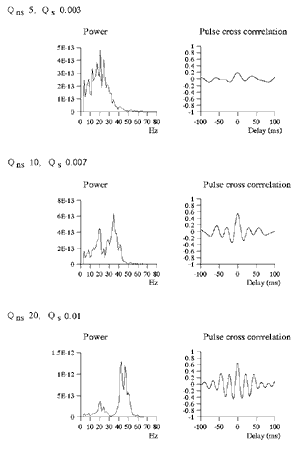 Q ns 5, Q s 0.003
Power
Pulse cross corrrelation
5E-13
4E-13
3E-13
2E-13
1E-13
0
0 10 20 30 40 50 60 70 80
Hz
1
0.8
0.6
0.4
0.2
0
-0.2
-0.4
-0.6
-0.8
-1
-100 -50 0 50 100
Delay (ms)
Q ns 10, Q s 0.007
Power
Pulse cross correlation
8E-13
6E-13
4E-13
2E-13
0
0 10 20 30 40 50 60 70 80
Hz
1
0.8
0.6
0.4
0.2
0
-0.2
-0.4
-0.6
-0.8
-1
-100 -50 0 50 100
Delay (ms)
Q ns 20, Q s 0.01
Power
Pulse cross correlation
1.5E-12
1E-12
5E-13
0
0 10 20 30 40 50 60 70 80
Hz
1
0.8
0.6
0.4
0.2
0
-0.2
-0.4
-0.6
-0.8
-1
-100 -50 0 50 100
Delay (ms)